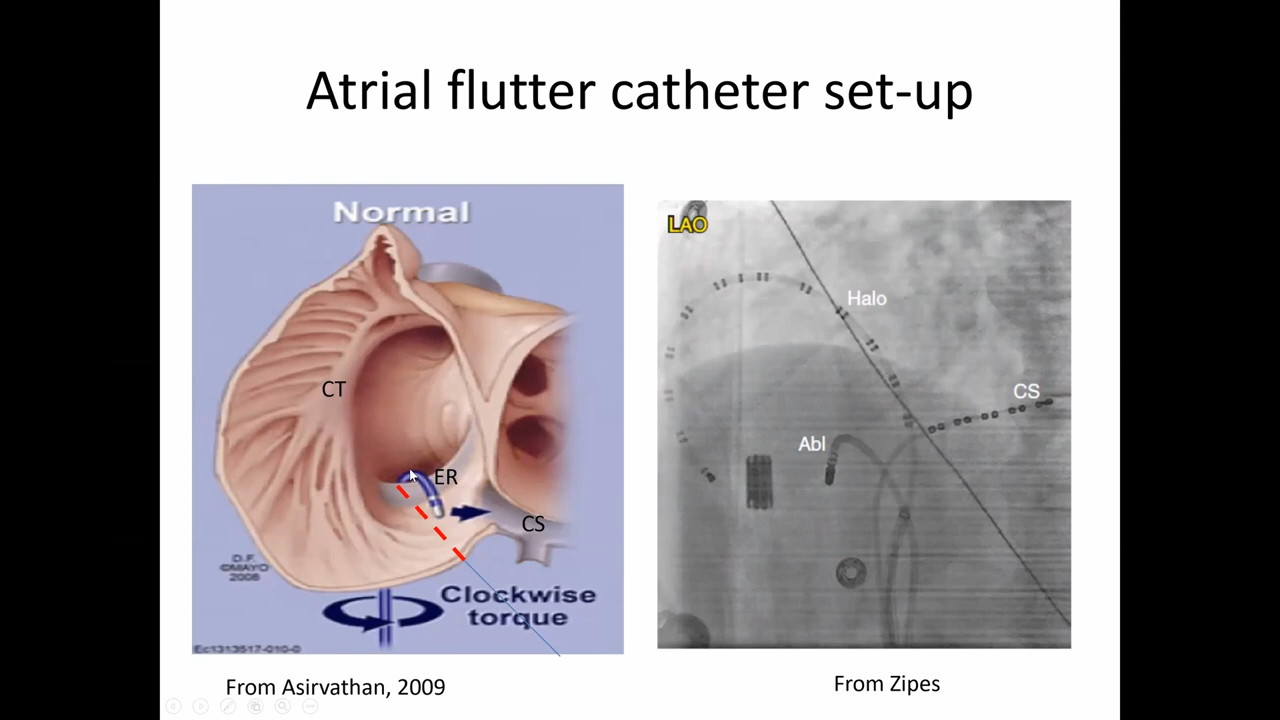 Atrial flutter catheter set-up
Normal
CT
ER
CS
D.F.
©MAYO
2008
Clockwise
torque
Ec1313517-010-0
From Asirvathan, 2009
LAO
Halo
CS
Abl
From Zipes